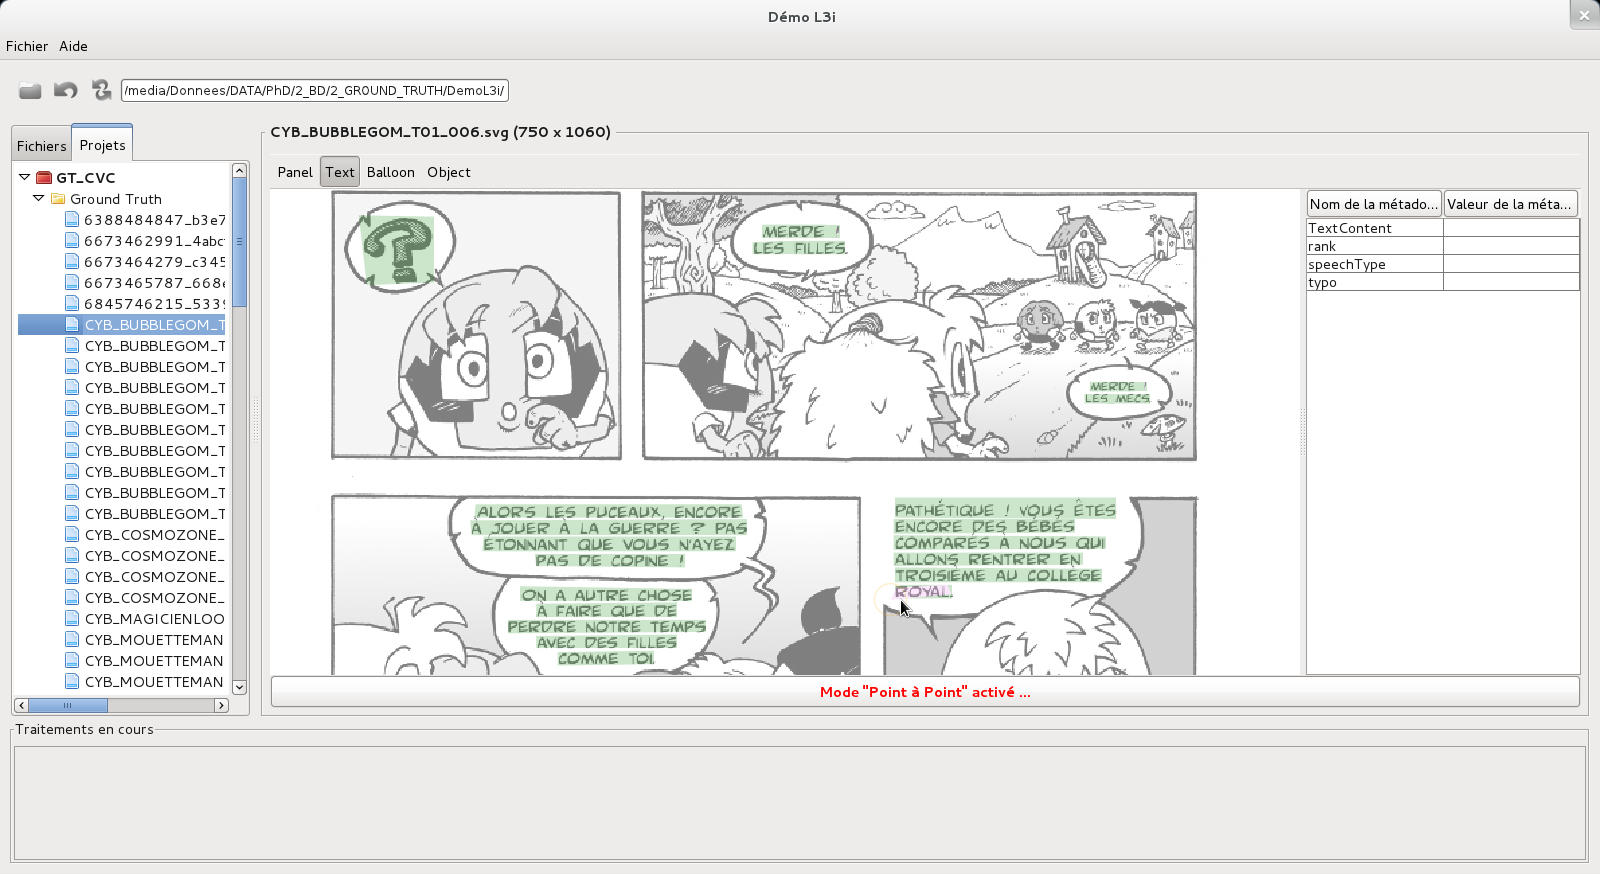 Démo L3i
Fichier Aide
/media/Donnees/DATA/PhD/2_BD/2_GROUND_TRUTH/DemoL3i/
Fichiers Projets
GT_CVC
Ground Truth
6388484847_b3e7
6673462991_4abc
6673464279_c345
6673465787_668e
6845746215_5339
CYB_BUBBLEGOM_T
CYB_BUBBLEGOM_T
CYB_BUBBLEGOM_T
CYB_BUBBLEGOM_T
CYB_BUBBLEGOM_T
CYB_BUBBLEGOM_T
CYB_BUBBLEGOM_T
CYB_BUBBLEGOM_T
CYB_BUBBLEGOM_T
CYB_BUBBLEGOM_T
CYB_COSMOZONE_
CYB_COSMOZONE_
CYB_COSMOZONE_
CYB_COSMOZONE_
CYB_MAGICIENLOO
CYB_MOUETTEMAN
CYB_MOUETTEMAN
CYB_MOUETTEMAN
CYB_BUBBLEGOM_T01_006.svg (750 x 1060)
Panel Text Balloon Object
?
MERDE !
LES FILLES.
MERDE !
LES MECS.
ALORS LES PUCEAUX, ENCORE
À JOUER À LA GUERRE ? PAS
ÉTONNANT QUE VOUS N'AYEZ
PAS DE COPINE !
ON A AUTRE CHOSE
À FAIRE QUE DE
PERDRE NOTRE TEMPS
AVEC DES FILLES
COMME TOI.
PATHÉTIQUE ! VOUS ÊTES
ENCORE DES BÉBÉS
COMPARÉS À NOUS QUI
ALLONS RENTRER EN
TROISIÈME AU COLLÈGE
ROYAL.
Nom de la métado... Valeur de la méta...
TextContent
rank
speechType
typo
Mode "Point à Point" activé ...
Traitements en cours